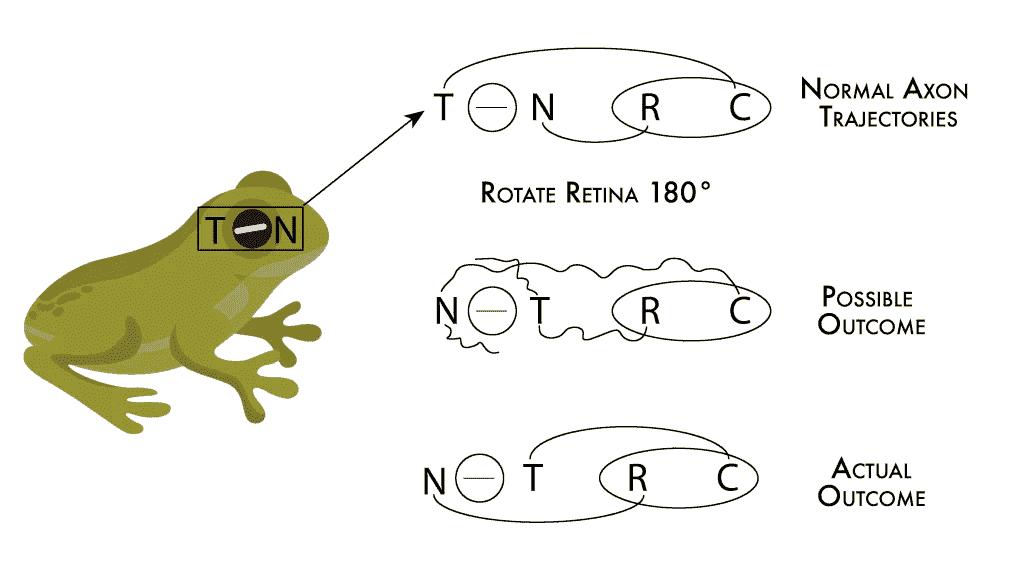 T N R C
Normal Axon
Trajectories
Rotate Retina 180°
T N
N T R C
Possible
Outcome
N T R C
Actual
Outcome